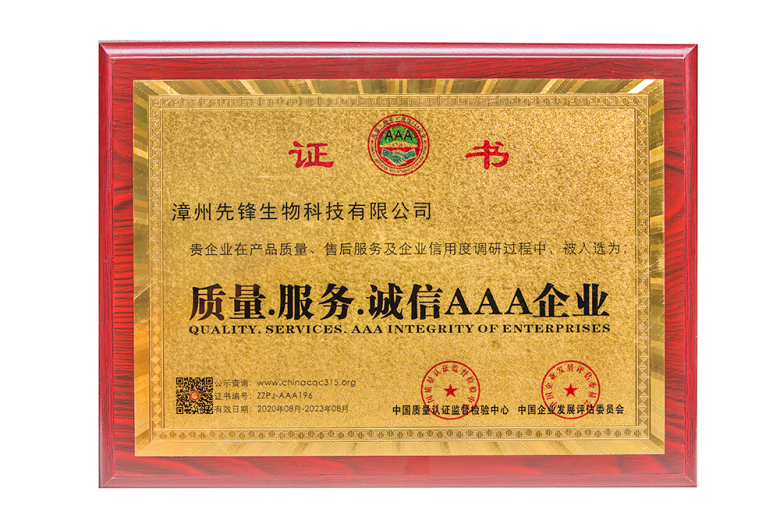 证 AAA 书
漳州先锋生物科技有限公司
贵企业在产品质量、售后服务及企业信用度调研过程中、被入选为:
质量.服务.诚信AAA企业
QUALITY. SERVICES. AAA INTEGRITY OF ENTERPRISES
公示查询: www.chinacqc315.org
证书编号: ZZPJ-AAA196
有效日期: 2020年08月-2023年08月
中国质量认证监督检验中心 中国企业发展评估委员会